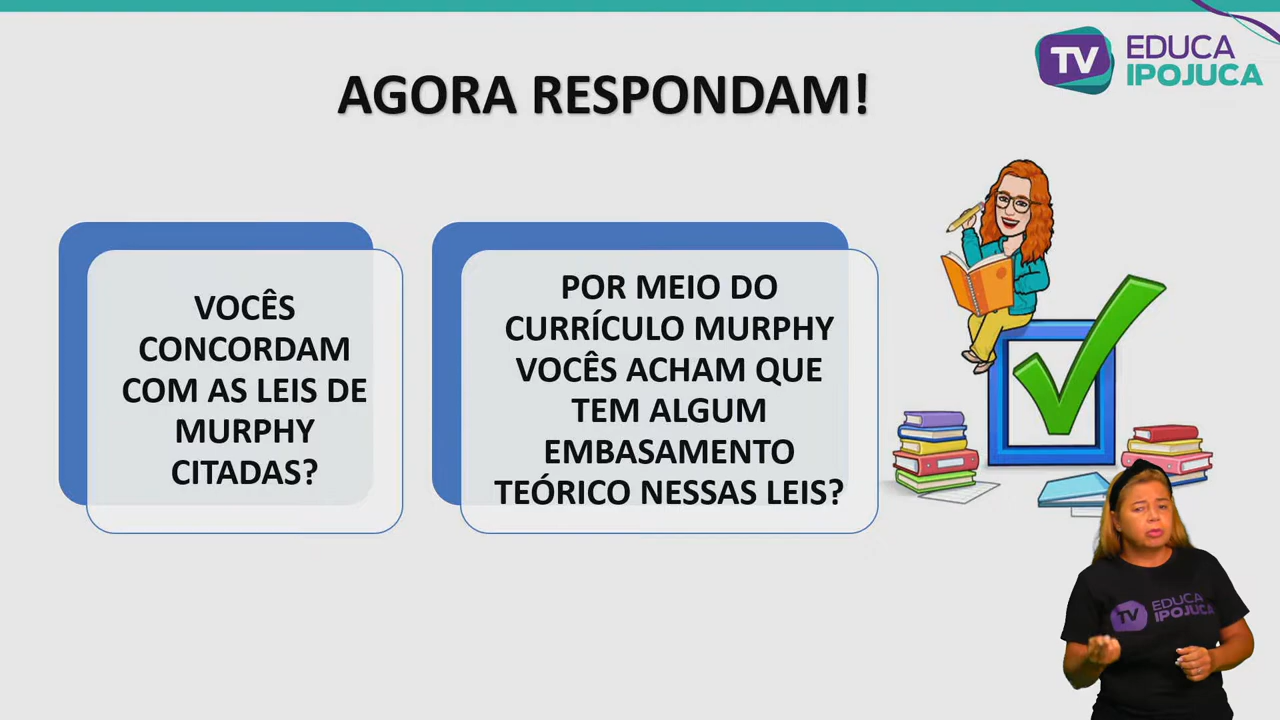 TV EDUCA
IPOJUCA
AGORA RESPONDAM!
VOCÊS
CONCORDAM
COM AS LEIS DE
MURPHY
CITADAS?
POR MEIO DO
CURRÍCULO MURPHY
VOCÊS ACHAM QUE
TEM ALGUM
EMBASAMENTO
TEÓRICO NESSAS LEIS?
TV EDUCA
IPOJUCA